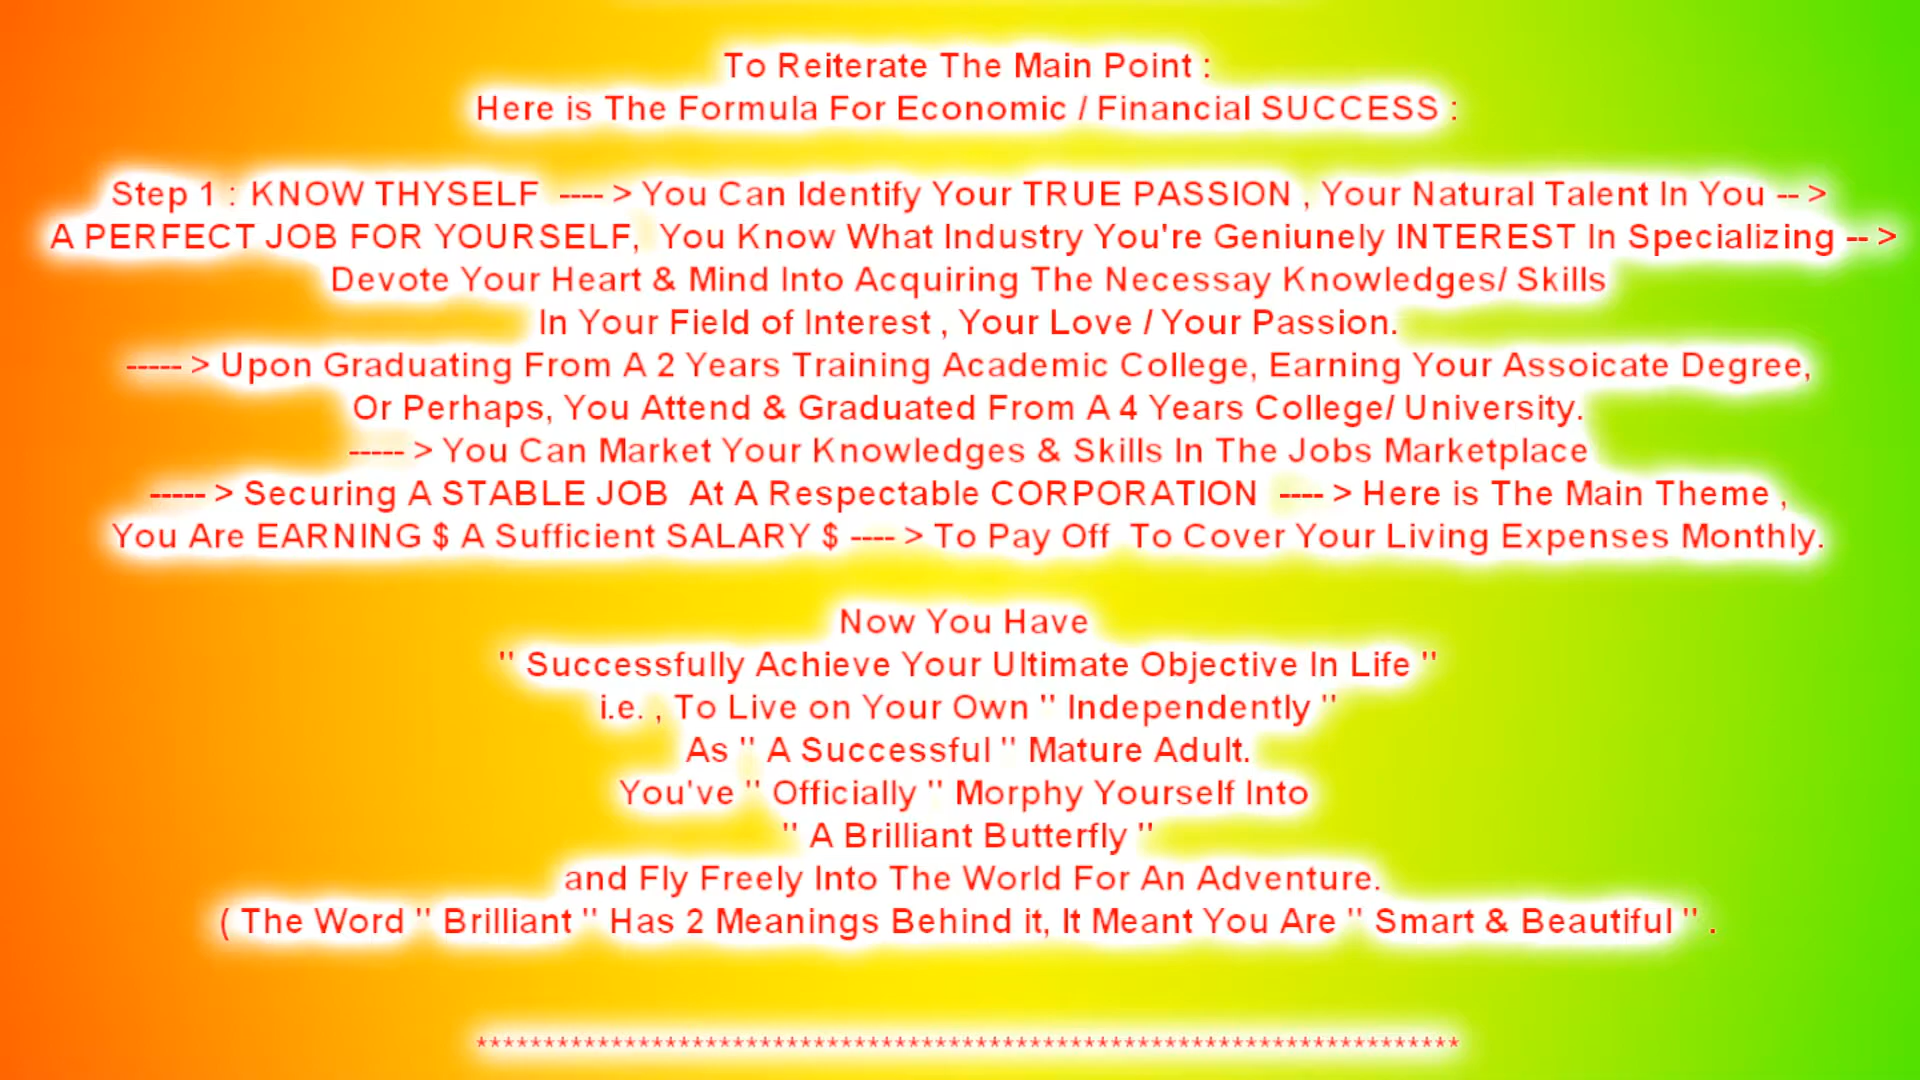 To Reiterate The Main Point :
Here is The Formula For Economic / Financial SUCCESS :
Step 1 : KNOW THYSELF ---- > You Can Identify Your TRUE PASSION , Your Natural Talent In You -- >
A PERFECT JOB FOR YOURSELF, You Know What Industry You're Geniunely INTEREST In Specializing -- >
Devote Your Heart & Mind Into Acquiring The Necessay Knowledges/ Skills
In Your Field of Interest , Your Love / Your Passion.
----- > Upon Graduating From A 2 Years Training Academic College, Earning Your Assoicate Degree,
Or Perhaps, You Attend & Graduated From A 4 Years College/ University.
----- > You Can Market Your Knowledges & Skills In The Jobs Marketplace
----- > Securing A STABLE JOB At A Respectable CORPORATION ---- > Here is The Main Theme ,
You Are EARNING $ A Sufficient SALARY $ ---- > To Pay Off To Cover Your Living Expenses Monthly.
Now You Have
" Successfully Achieve Your Ultimate Objective In Life "
i.e. , To Live on Your Own " Independently "
As " A Successful " Mature Adult.
You've " Officially " Morphy Yourself Into
" A Brilliant Butterfly "
and Fly Freely Into The World For An Adventure.
( The Word " Brilliant " Has 2 Meanings Behind it, It Meant You Are " Smart & Beautiful " .
*************************************************************************